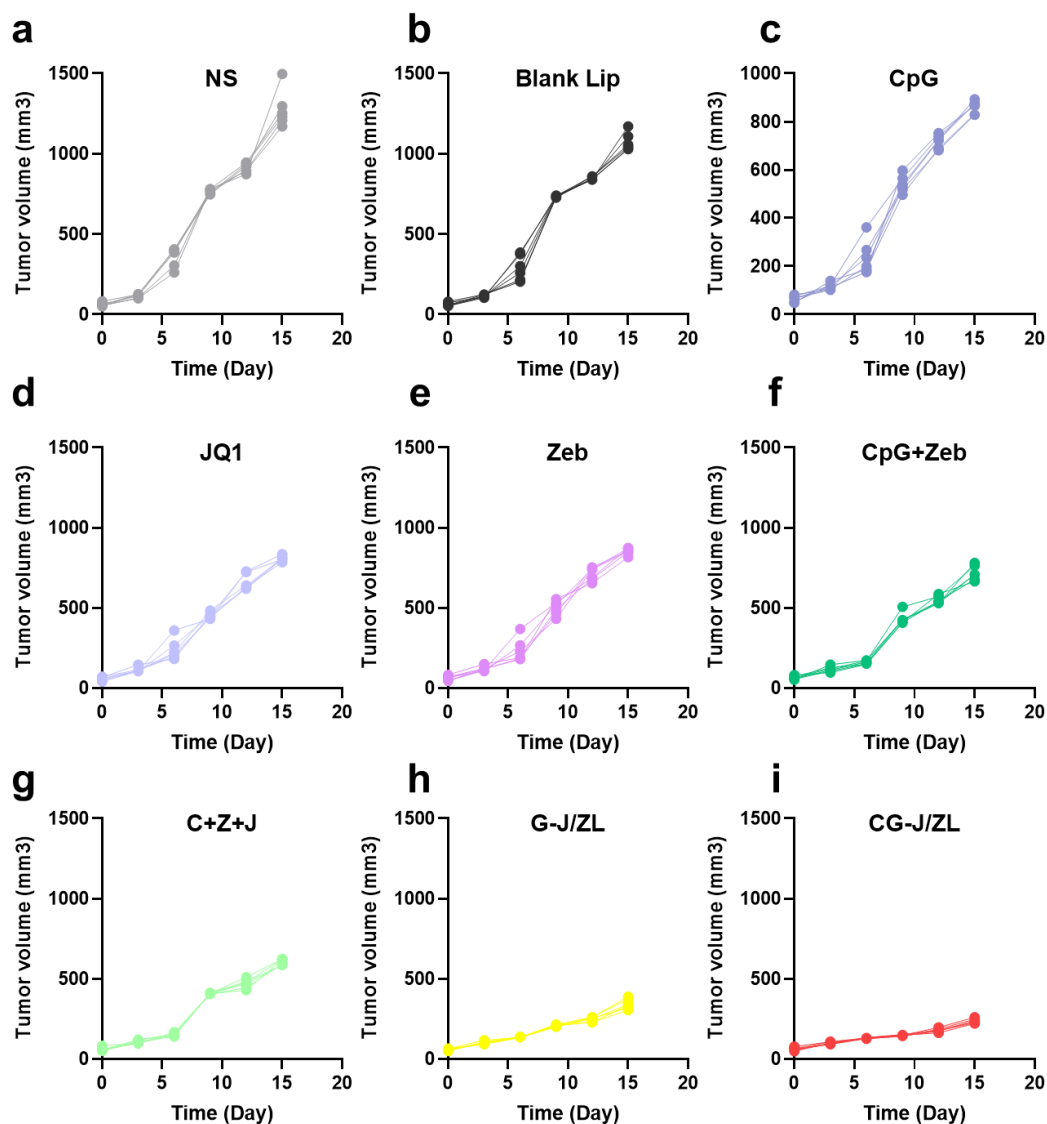 a
NS
Tumor volume (mm3)
1500
1000
500
0
0 5 10 15 20
Time (Day)
b
Blank Lip
Tumor volume (mm3)
1500
1000
500
0
0 5 10 15 20
Time (Day)
c
CpG
Tumor volume (mm3)
1000
800
600
400
200
0
0 5 10 15 20
Time (Day)
d
JQ1
Tumor volume (mm3)
1500
1000
500
0
0 5 10 15 20
Time (Day)
e
Zeb
Tumor volume (mm3)
1500
1000
500
0
0 5 10 15 20
Time (Day)
f
CpG+Zeb
Tumor volume (mm3)
1500
1000
500
0
0 5 10 15 20
Time (Day)
g
C+Z+J
Tumor volume (mm3)
1500
1000
500
0
0 5 10 15 20
Time (Day)
h
G-J/ZL
Tumor volume (mm3)
1500
1000
500
0
0 5 10 15 20
Time (Day)
i
CG-J/ZL
Tumor volume (mm3)
1500
1000
500
0
0 5 10 15 20
Time (Day)